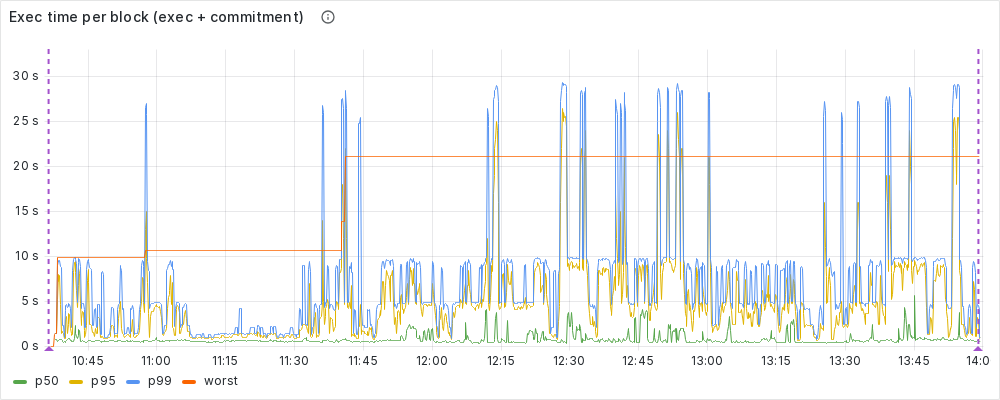 Exec time per block (exec + commitment)
30 s
25 s
20 s
15 s
10 s
5 s
0 s
10:45 11:00 11:15 11:30 11:45 12:00 12:15 12:30 12:45 13:00 13:15 13:30 13:45 14:0
p50 p95 p99 worst